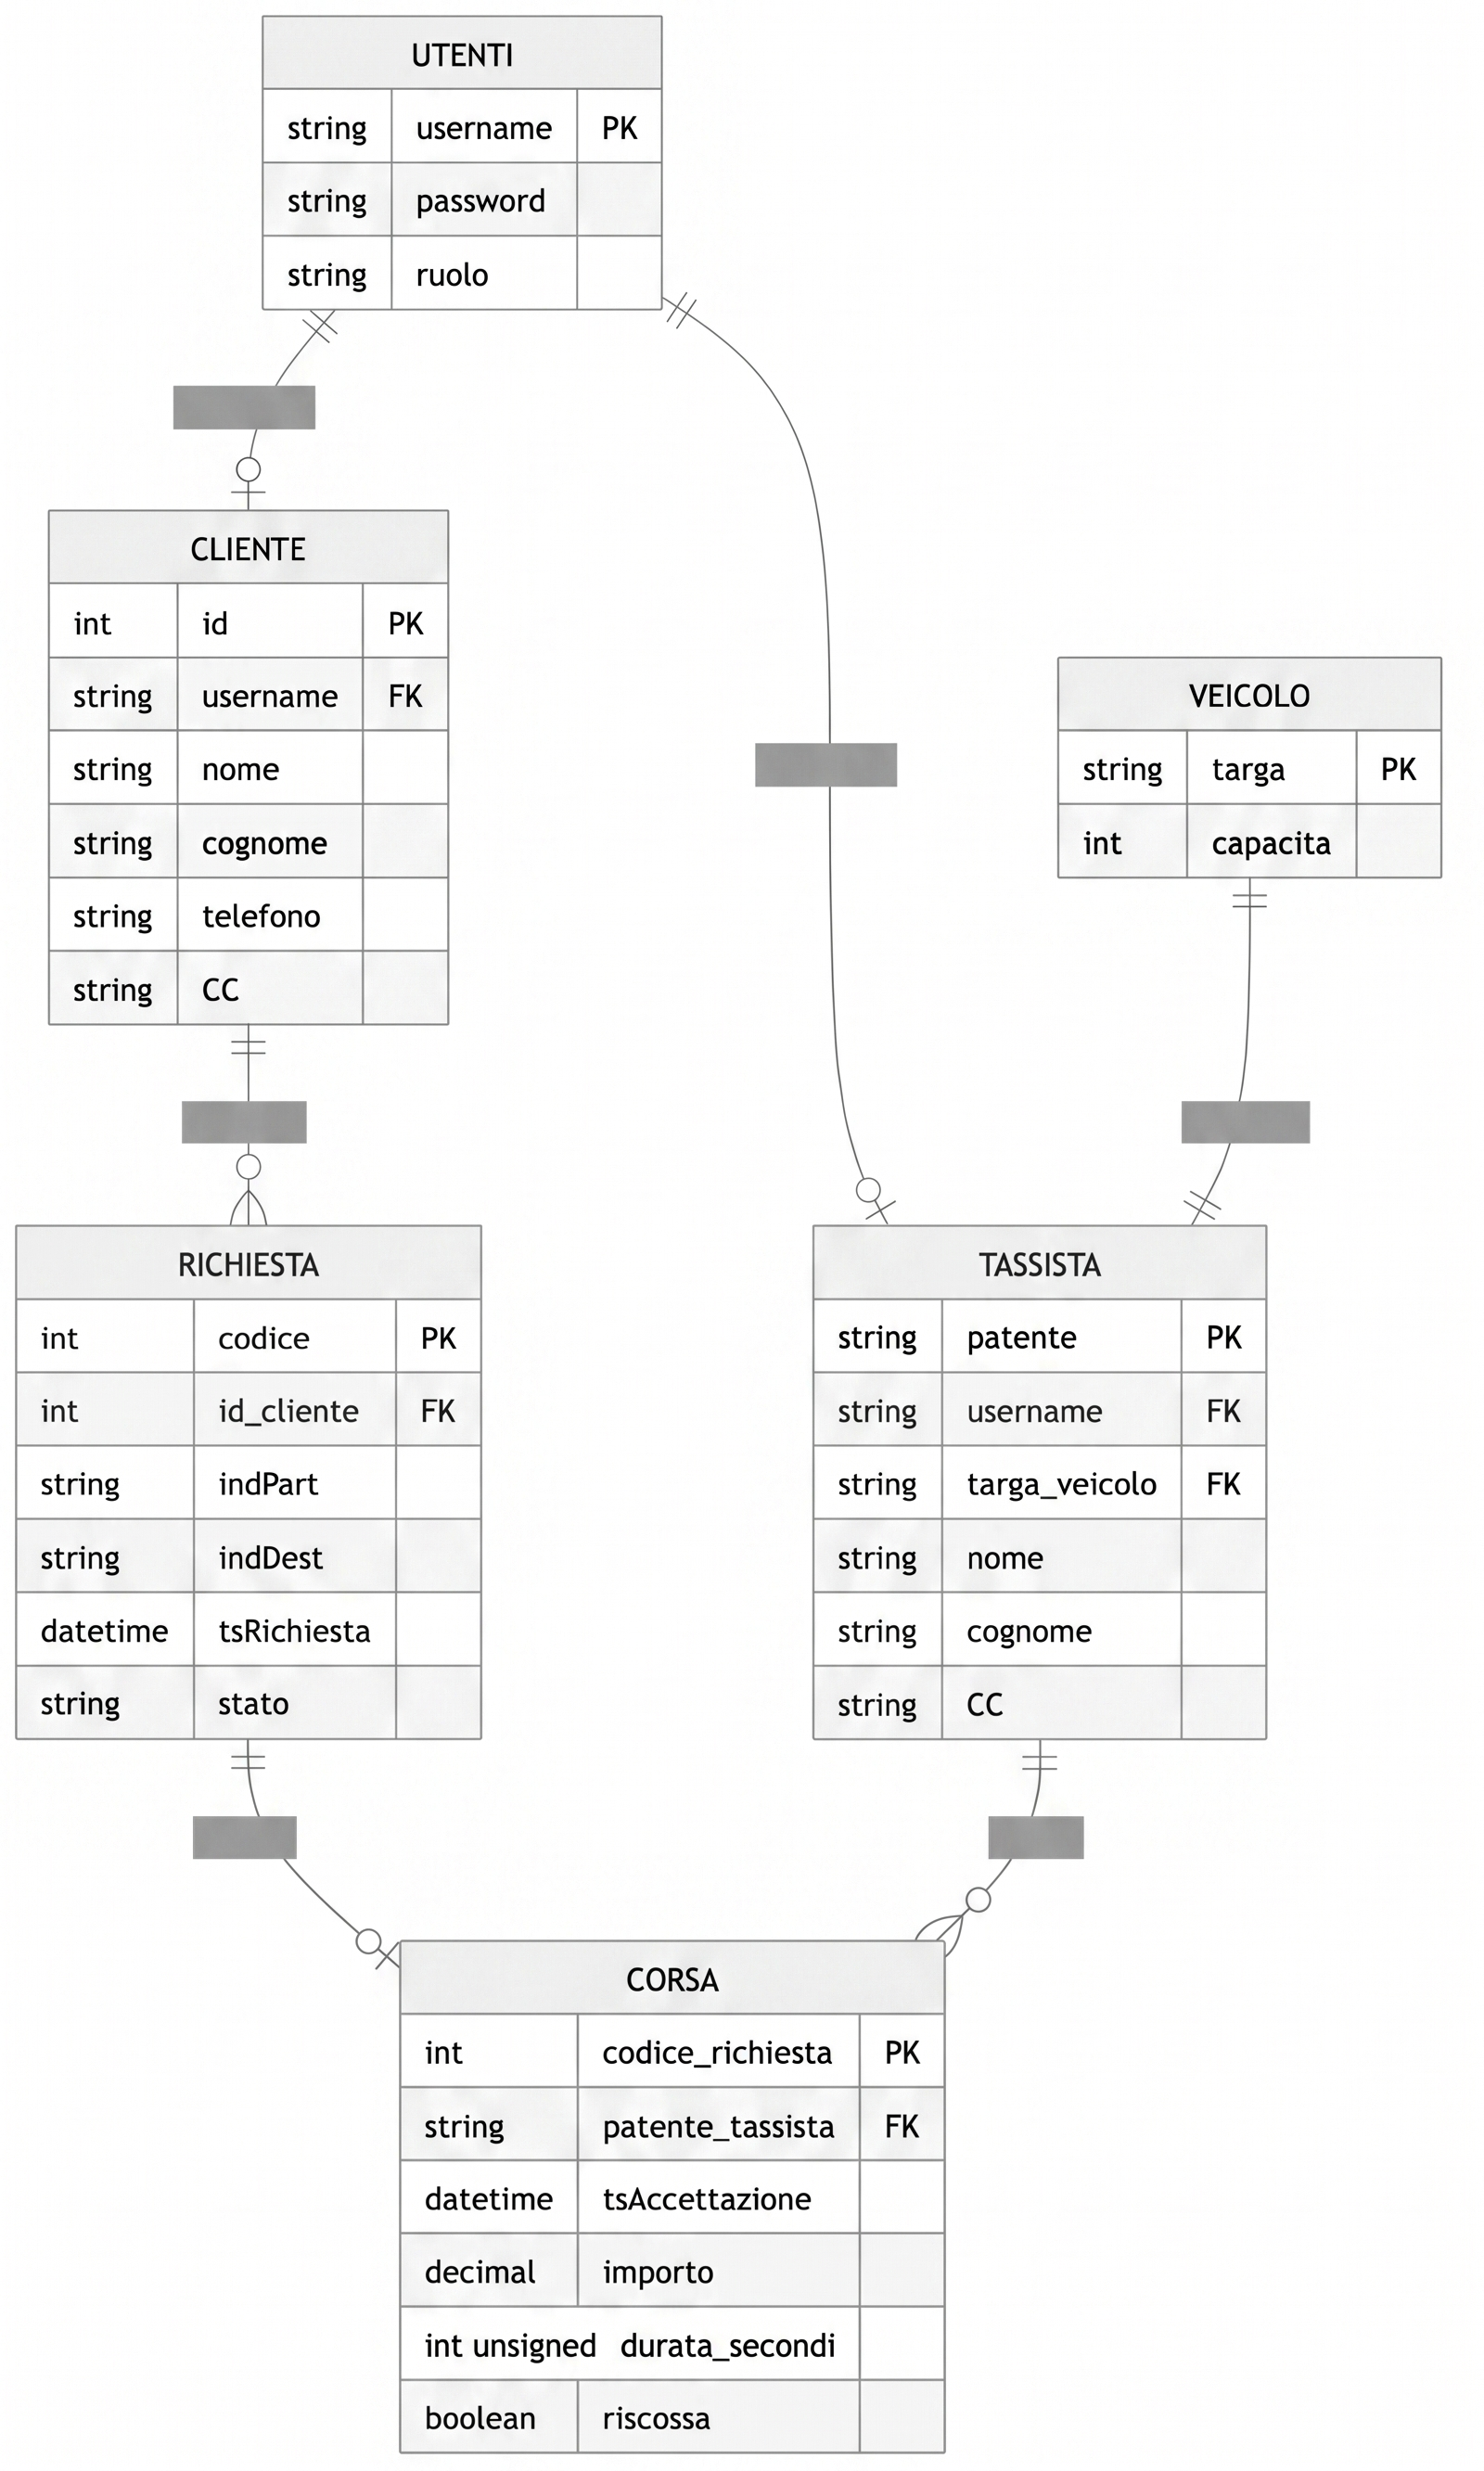 UTENTI
string username PK
string password
string ruolo
CLIENTE
int id PK
string username FK
string nome
string cognome
string telefono
string CC
VEICOLO
string targa PK
int capacita
RICHIESTA
int codice PK
int id_cliente FK
string indPart
string indDest
datetime tsRichiesta
string stato
TASSISTA
string patente PK
string username FK
string targa_veicolo FK
string nome
string cognome
string CC
CORSA
int codice_richiesta PK
string patente_tassista FK
datetime tsAccettazione
decimal importo
int unsigned durata_secondi
boolean riscossa